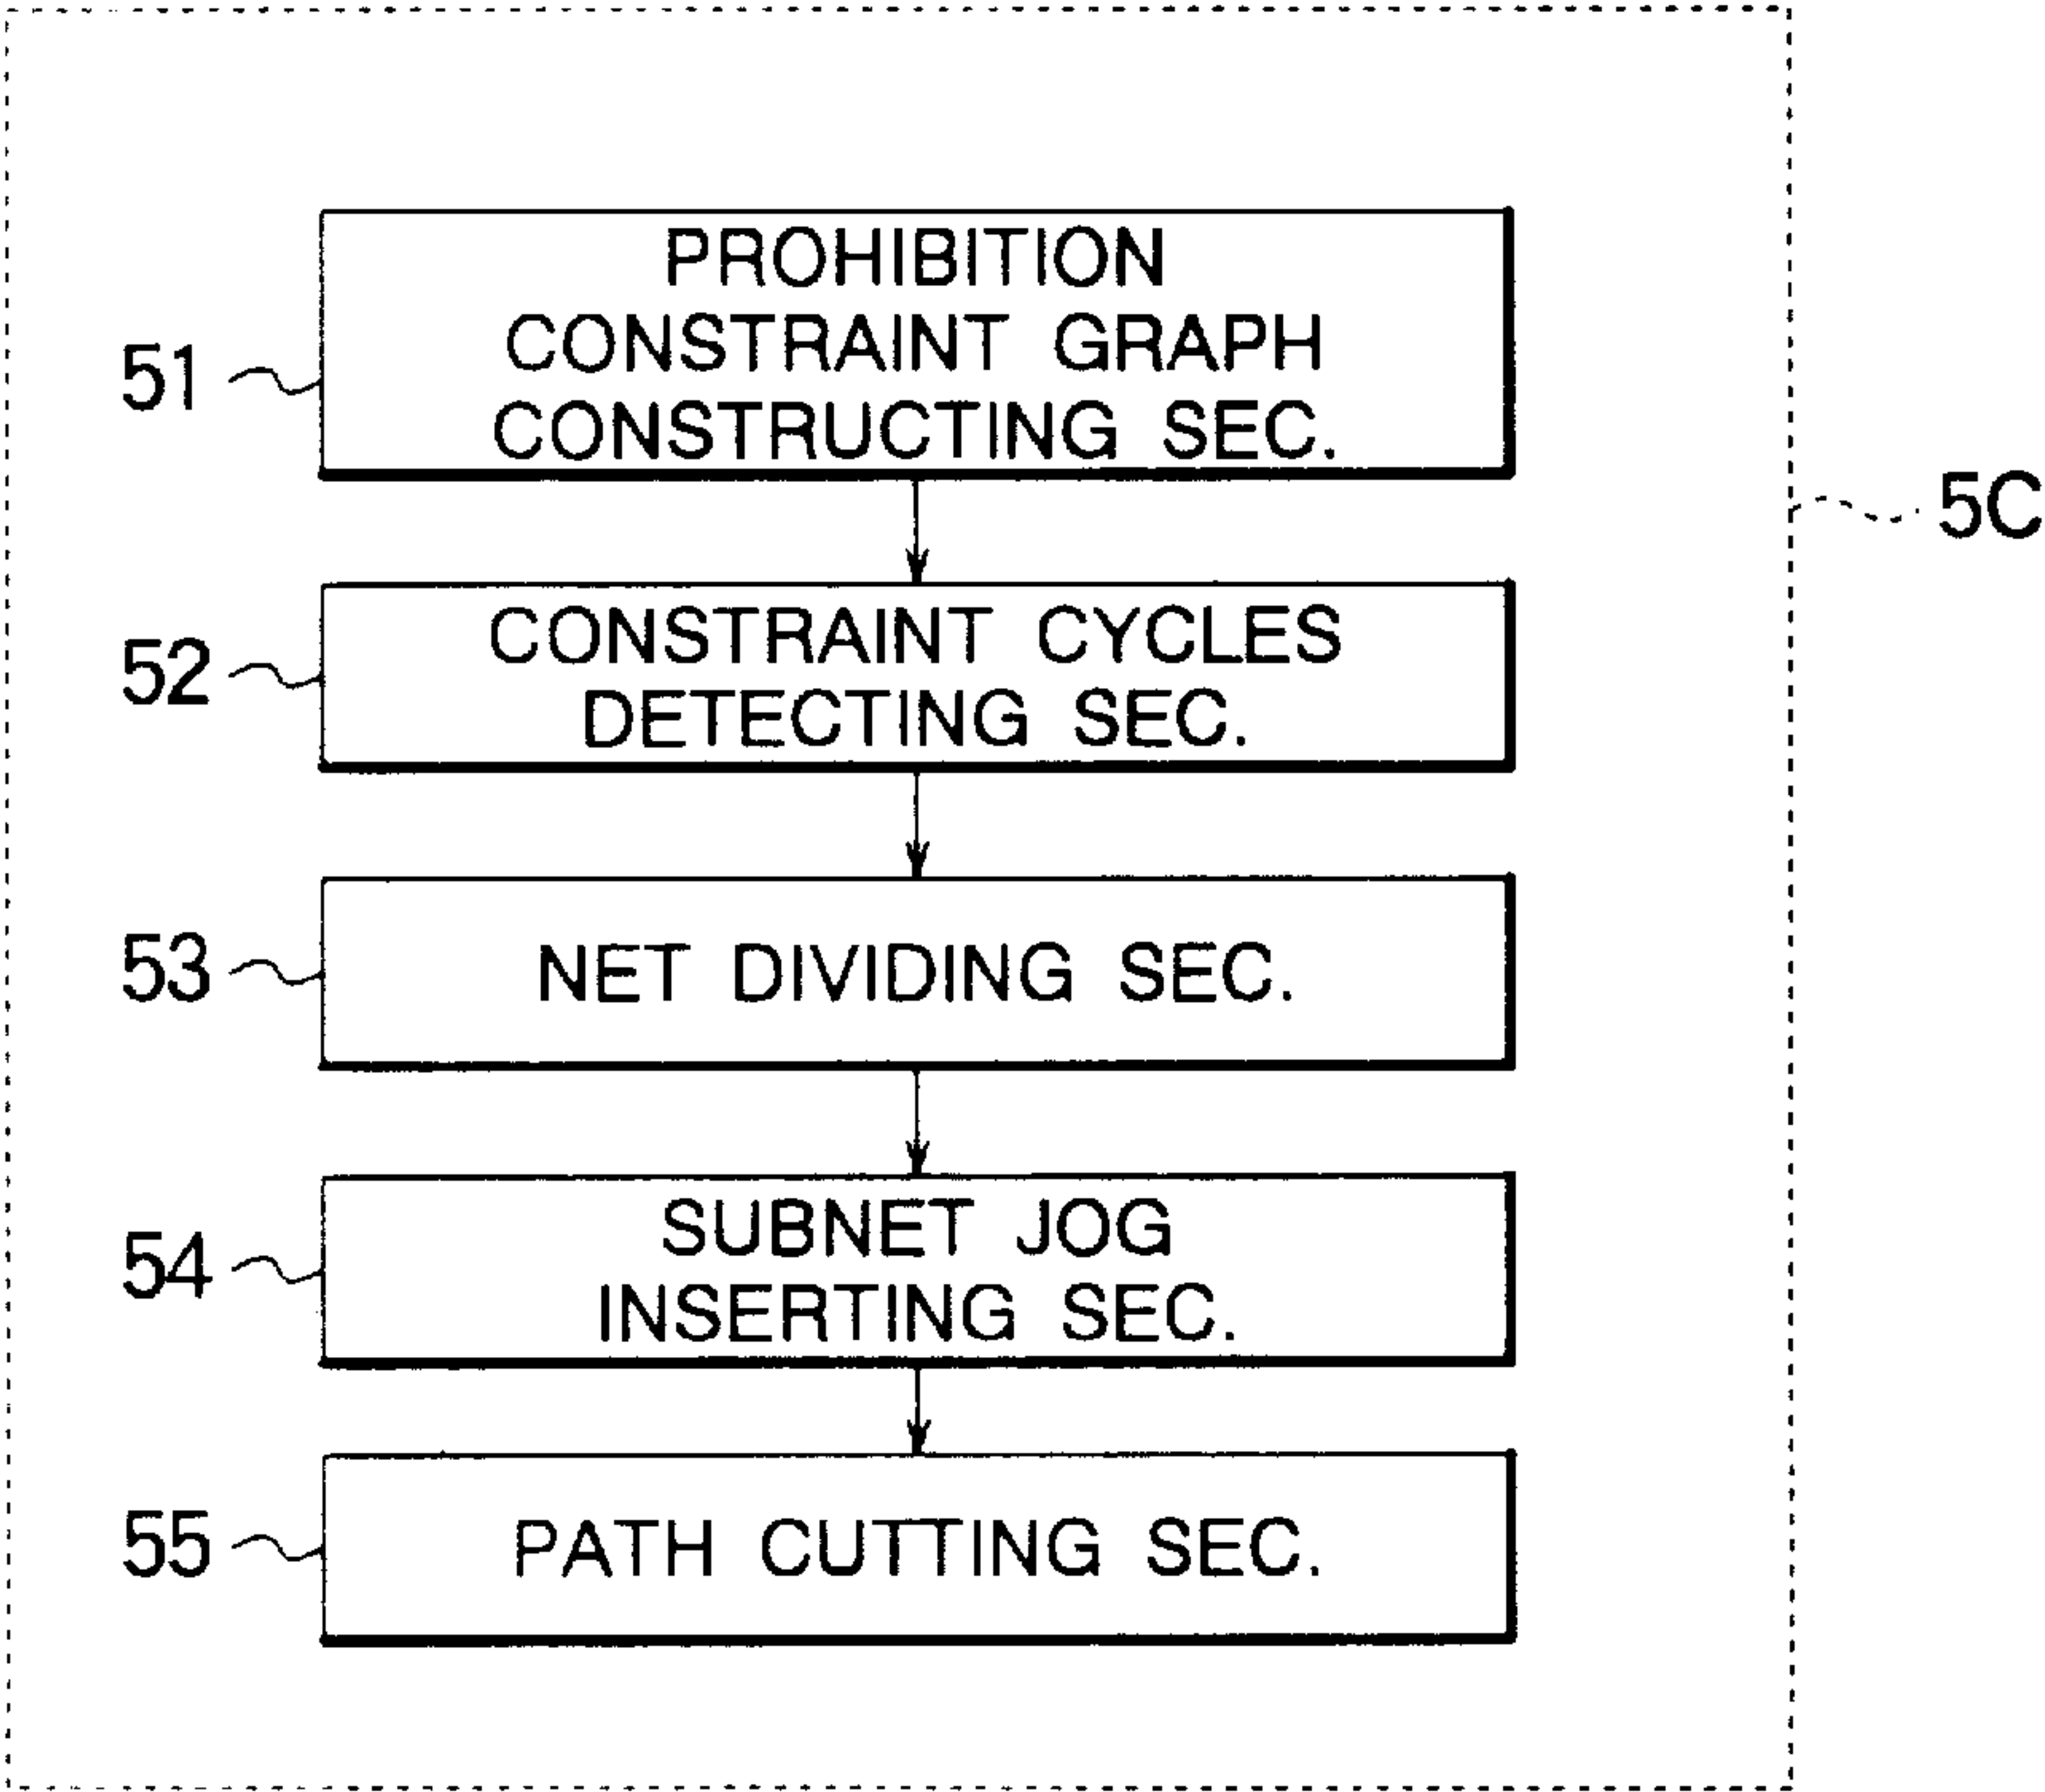 PROHIBITION
CONSTRAINT GRAPH
CONSTRUCTING SEC.
51
5C
CONSTRAINT CYCLES
DETECTING SEC.
52
53
NET DIVIDING SEC.
SUBNET JOG
INSERTING SEC.
54
55
PATH CUTTING SEC.